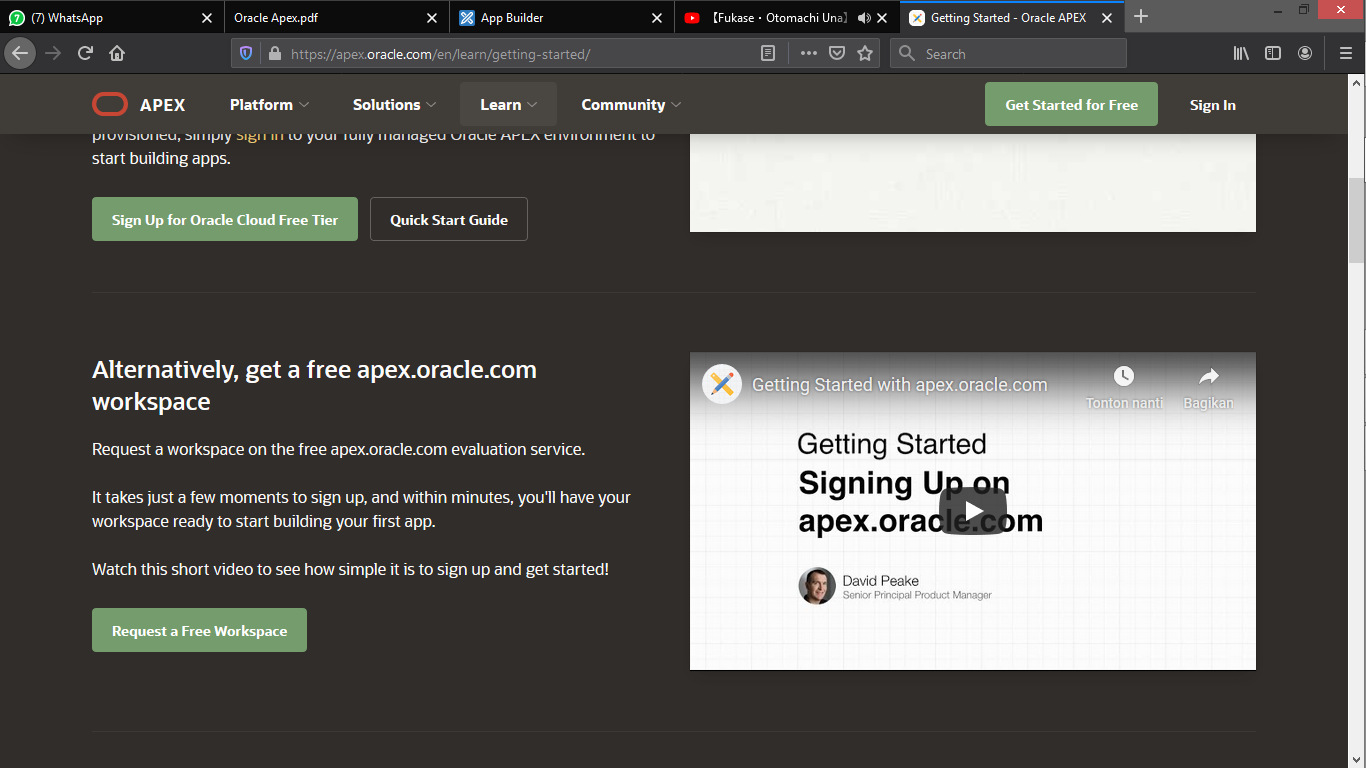 (7) WhatsApp
Oracle Apex.pdf
App Builder
【Fukase・Otomachi Una】
Getting Started - Oracle APEX
https://apex.oracle.com/en/learn/getting-started/
Search
APEX
Platform
Solutions
Learn
Community
Get Started for Free
Sign In
provisioned, simply sign in to your fully managed Oracle APEX environment to
start building apps.
Sign Up for Oracle Cloud Free Tier
Quick Start Guide
Alternatively, get a free apex.oracle.com
workspace
Request a workspace on the free apex.oracle.com evaluation service.
It takes just a few moments to sign up, and within minutes, you'll have your
workspace ready to start building your first app.
Watch this short video to see how simple it is to sign up and get started!
Request a Free Workspace
Getting Started with apex.oracle.com
Tonton nanti
Bagikan
Getting Started
Signing Up on
apex.oracle.com
David Peake
Senior Principal Product Manager